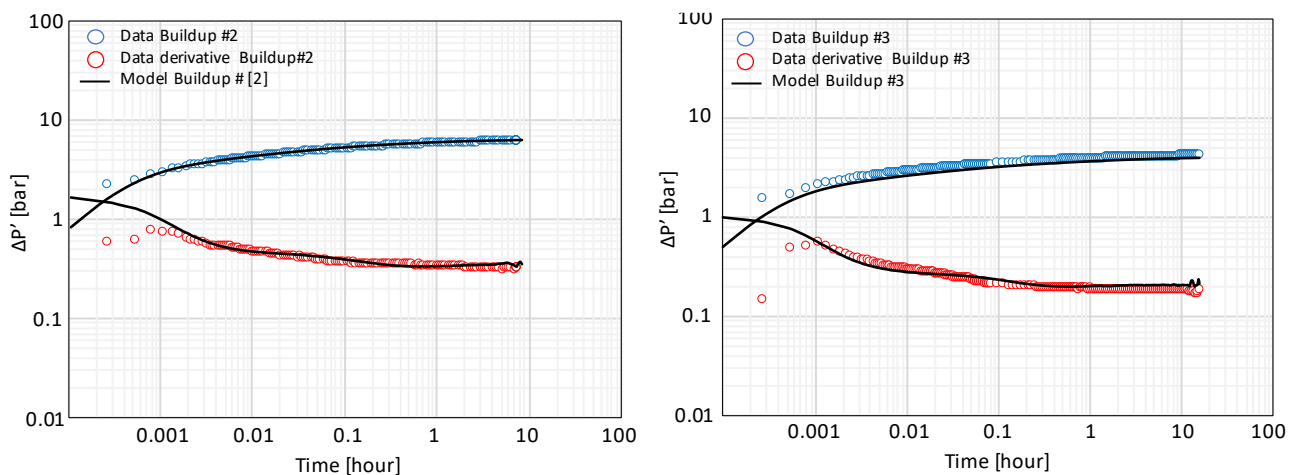 100
Data Buildup #2
Data derivative  Buildup#2
Model Buildup # [2]
10
1
0.1
0.01
ΔP’ [bar]
0.001
0.01
0.1
1
10
100
Time [hour]
100
Data Buildup #3
Data derivative  Buildup #3
Model Buildup #3
10
1
0.1
0.01
ΔP’ [bar]
0.001
0.01
0.1
1
10
100
Time [hour]